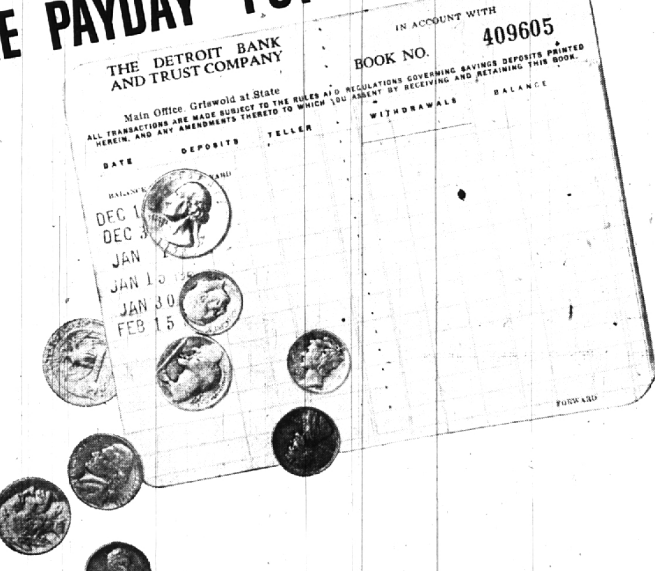 E PAYDAY
THE DETROIT BANK
AND TRUST COMPANY
Main Office, Griswold at State
IN ACCOUNT WITH
BOOK NO. 409605
ALL TRANSACTIONS ARE MADE SUBJECT TO THE RULES AND REGULATIONS GOVERNING SAVINGS DEPOSITS PRINTED
HEREIN, AND ANY AMENDMENTS THERETO TO WHICH YOU ASSENT BY RECEIVING AND RETAINING THIS BOOK.
DATE DEPOSITS TELLER WITHDRAWALS BALANCE
BALANCE
DEC 1
DEC 3
JAN
JAN 15
JAN 30
FEB 15
FORWARD